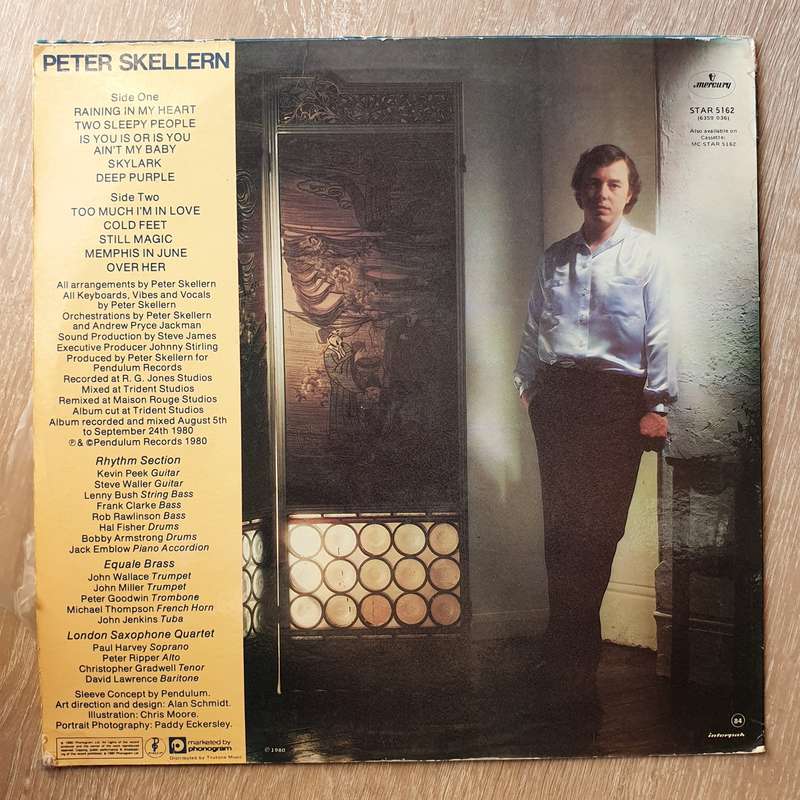 PETER SKELLERN
Side One
RAINING IN MY HEART
TWO SLEEPY PEOPLE
IS YOU IS OR IS YOU
AIN'T MY BABY
SKYLARK
DEEP PURPLE
Side Two
TOO MUCH I'M IN LOVE
COLD FEET
STILL MAGIC
MEMPHIS IN JUNE
OVER HER
All arrangements by Peter Skellern
All Keyboards, Vibes and Vocals
by Peter Skellern
Orchestrations by Peter Skellern
and Andrew Pryce Jackman
Sound Production by Steve James
Executive Producer Johnny Stirling
Produced by Peter Skellern for
Pendulum Records
Recorded at R. G. Jones Studios
Mixed at Trident Studios
Remixed at Maison Rouge Studios
Album cut at Trident Studios
Album recorded and mixed August 5th
to September 24th 1980
℗ & ©Pendulum Records 1980
Rhythm Section
Kevin Peek Guitar
Steve Waller Guitar
Lenny Bush String Bass
Frank Clarke Bass
Rob Rawlinson Bass
Hal Fisher Drums
Bobby Armstrong Drums
Jack Emblow Piano Accordion
Equale Brass
John Wallace Trumpet
John Miller Trumpet
Peter Goodwin Trombone
Michael Thompson French Horn
John Jenkins Tuba
London Saxophone Quartet
Paul Harvey Soprano
Peter Ripper Alto
Christopher Gradwell Tenor
David Lawrence Baritone
Sleeve Concept by Pendulum.
Art direction and design: Alan Schmidt.
Illustration: Chris Moore.
Portrait Photography: Paddy Eckersley.
marketed by
phonogram
Distributed by Trutone Music
© 1980
mercury
STAR 5162
(6359 036)
Also available on
Cassette:
MC STAR 5162
84
interpak